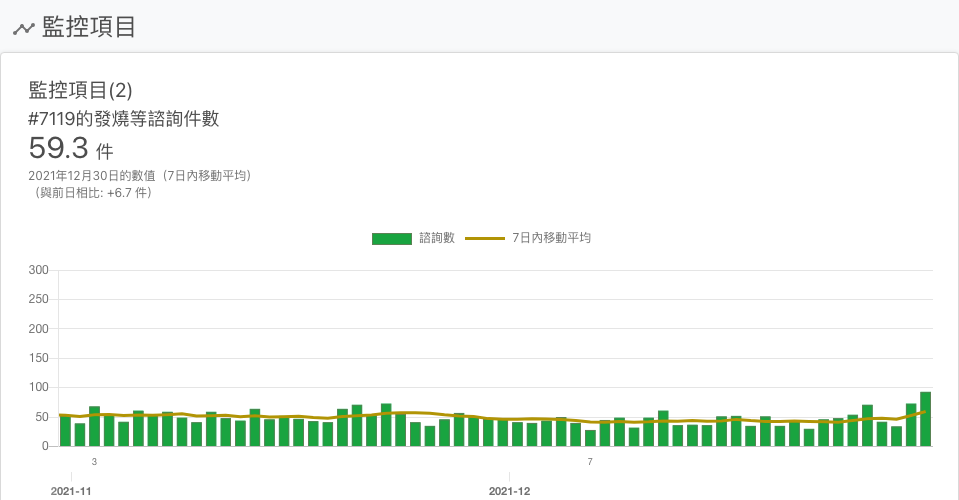 監控項目
監控項目(2)
#7119的發燒等諮詢件數
59.3 件
2021年12月30日的數值（7日內移動平均）
（與前日相比: +6.7 件）
諮詢數 7日內移動平均
300
250
200
150
100
50
0
3 7
2021-11 2021-12